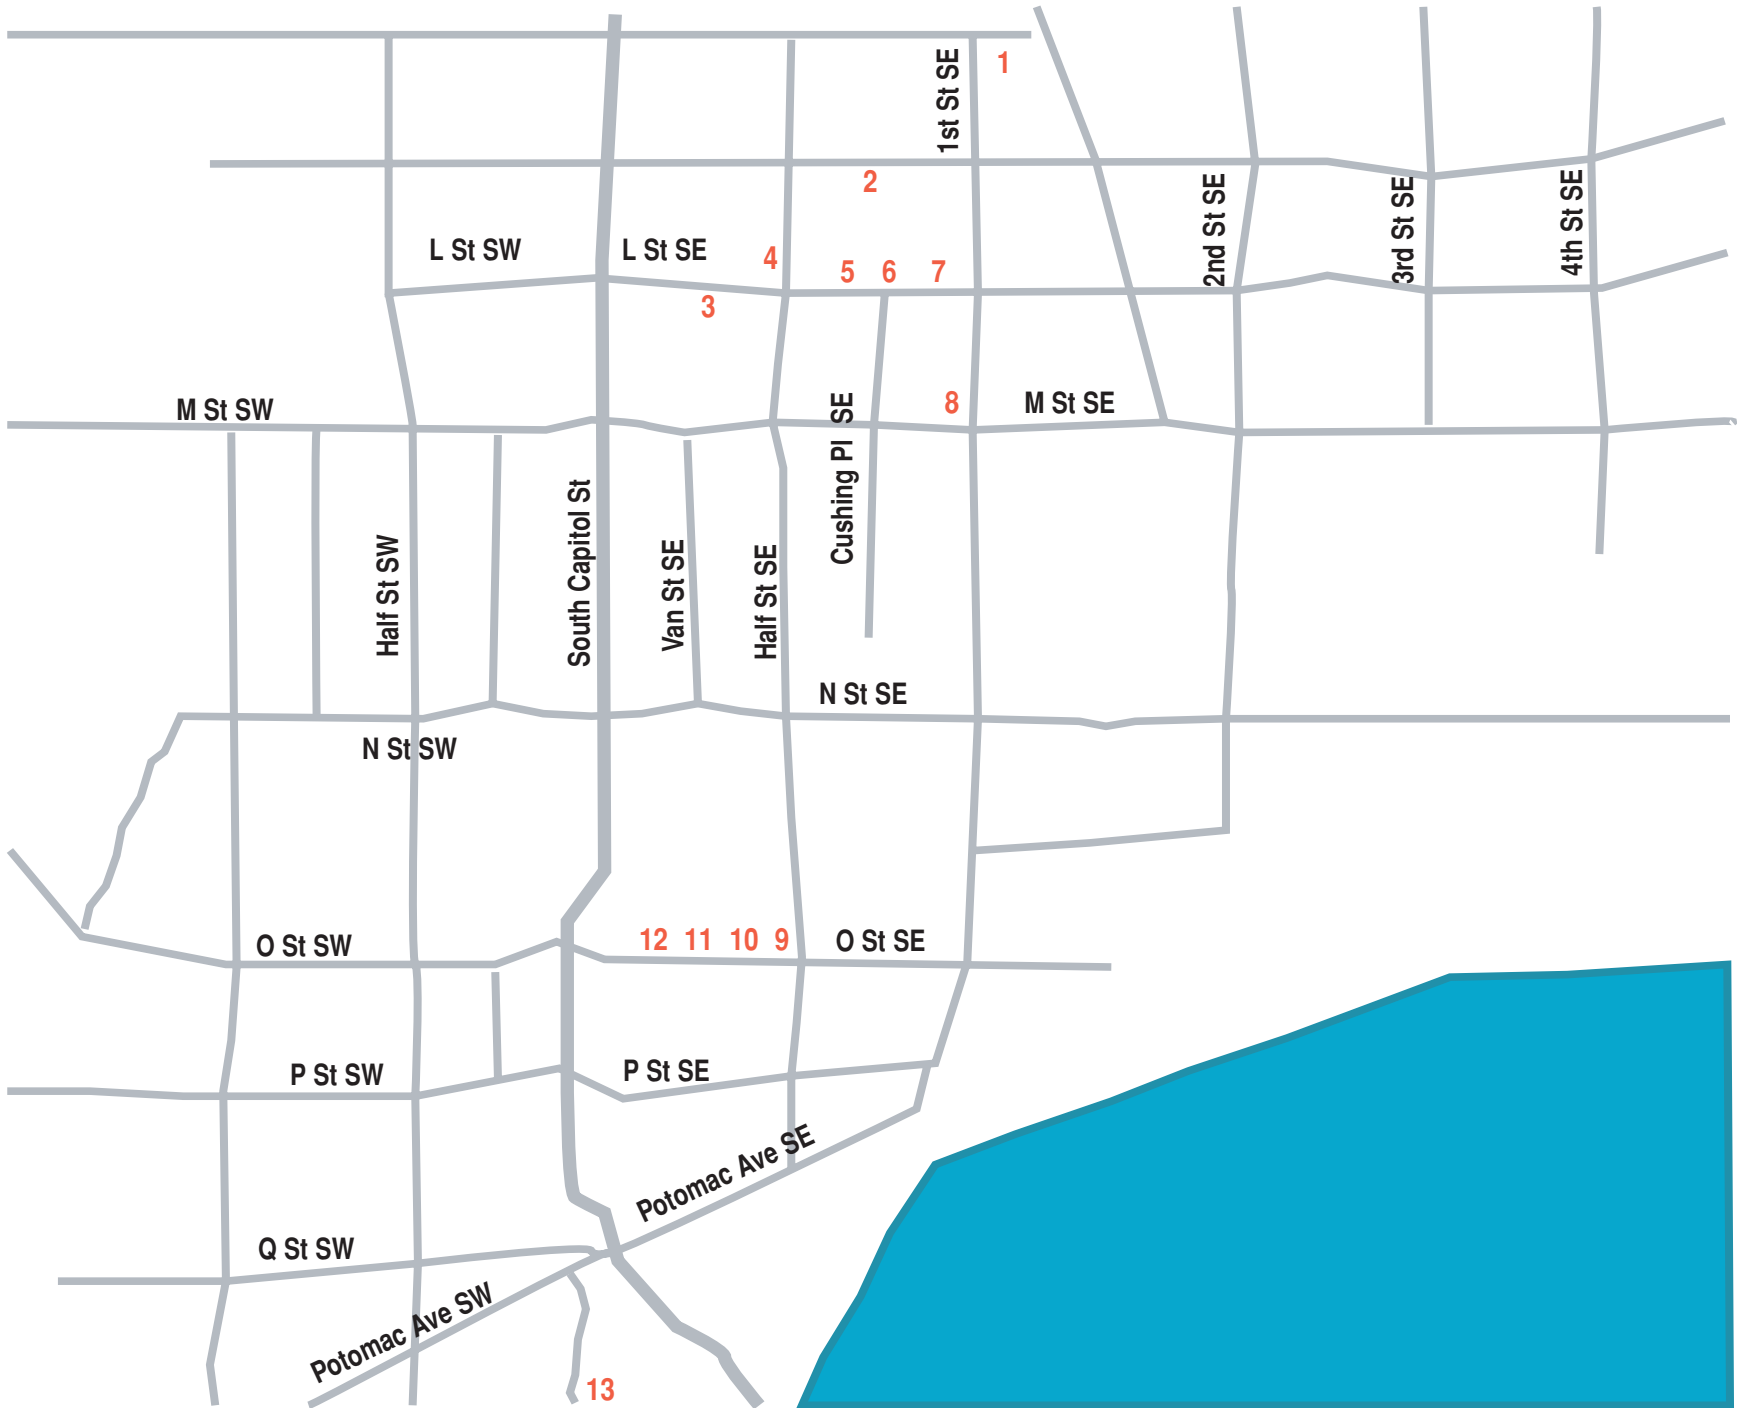 1st St SE
1
2
2nd St SE
3rd St SE
4th St SE
L St SW
L St SE
4
5
6
7
3
M St SW
8
M St SE
Cushing Pl SE
Half St SW
South Capitol St
Van St SE
Half St SE
N St SE
N St SW
O St SW
12
11
10
9
O St SE
P St SW
P St SE
Potomac Ave SE
Q St SW
Potomac Ave SW
13